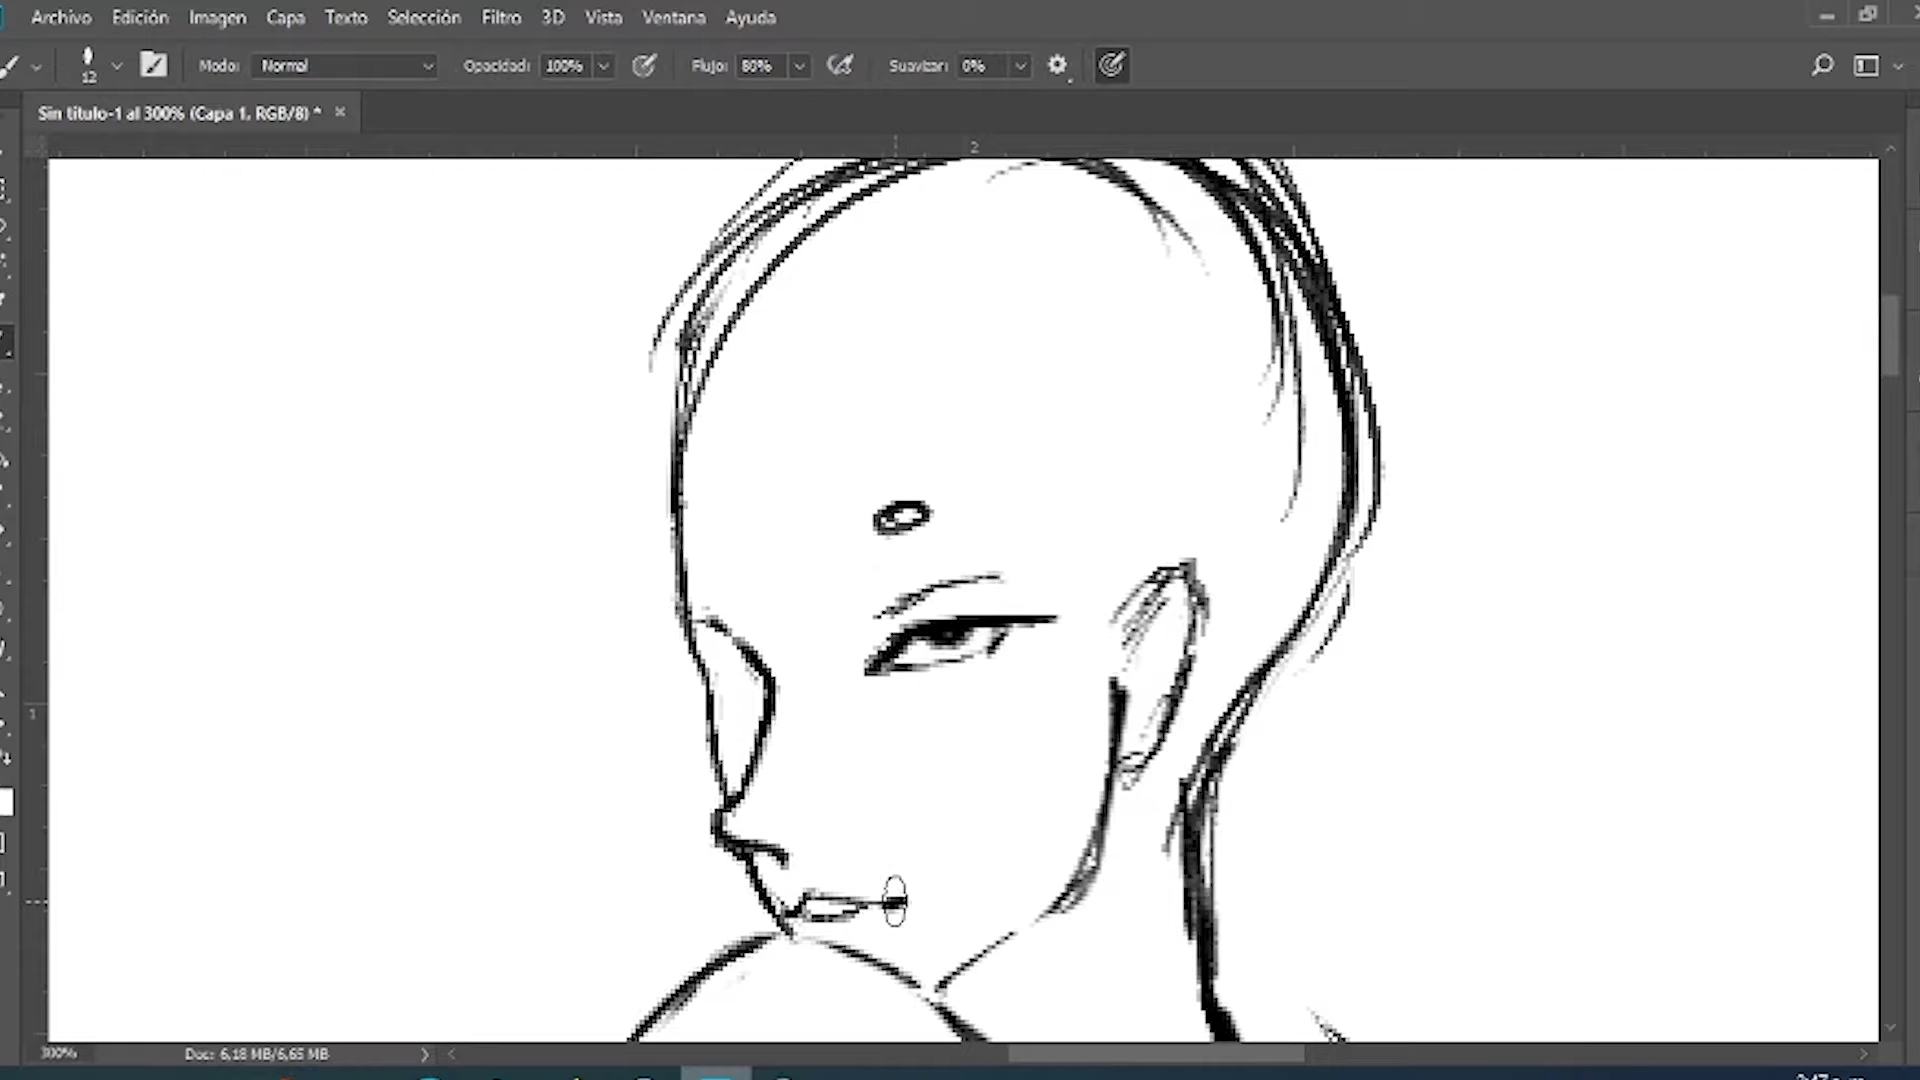 Archivo Edición Imagen Capa Texto Selección Filtro 3D Vista Ventana Ayuda
12 Modo: Normal Opacidad: 100% Flujo: 80% Suavizar: 0%
Sin título-1 al 300% (Capa 1, RGB/8) *
2
1
300% Doc: 6,18 MB/6,65 MB